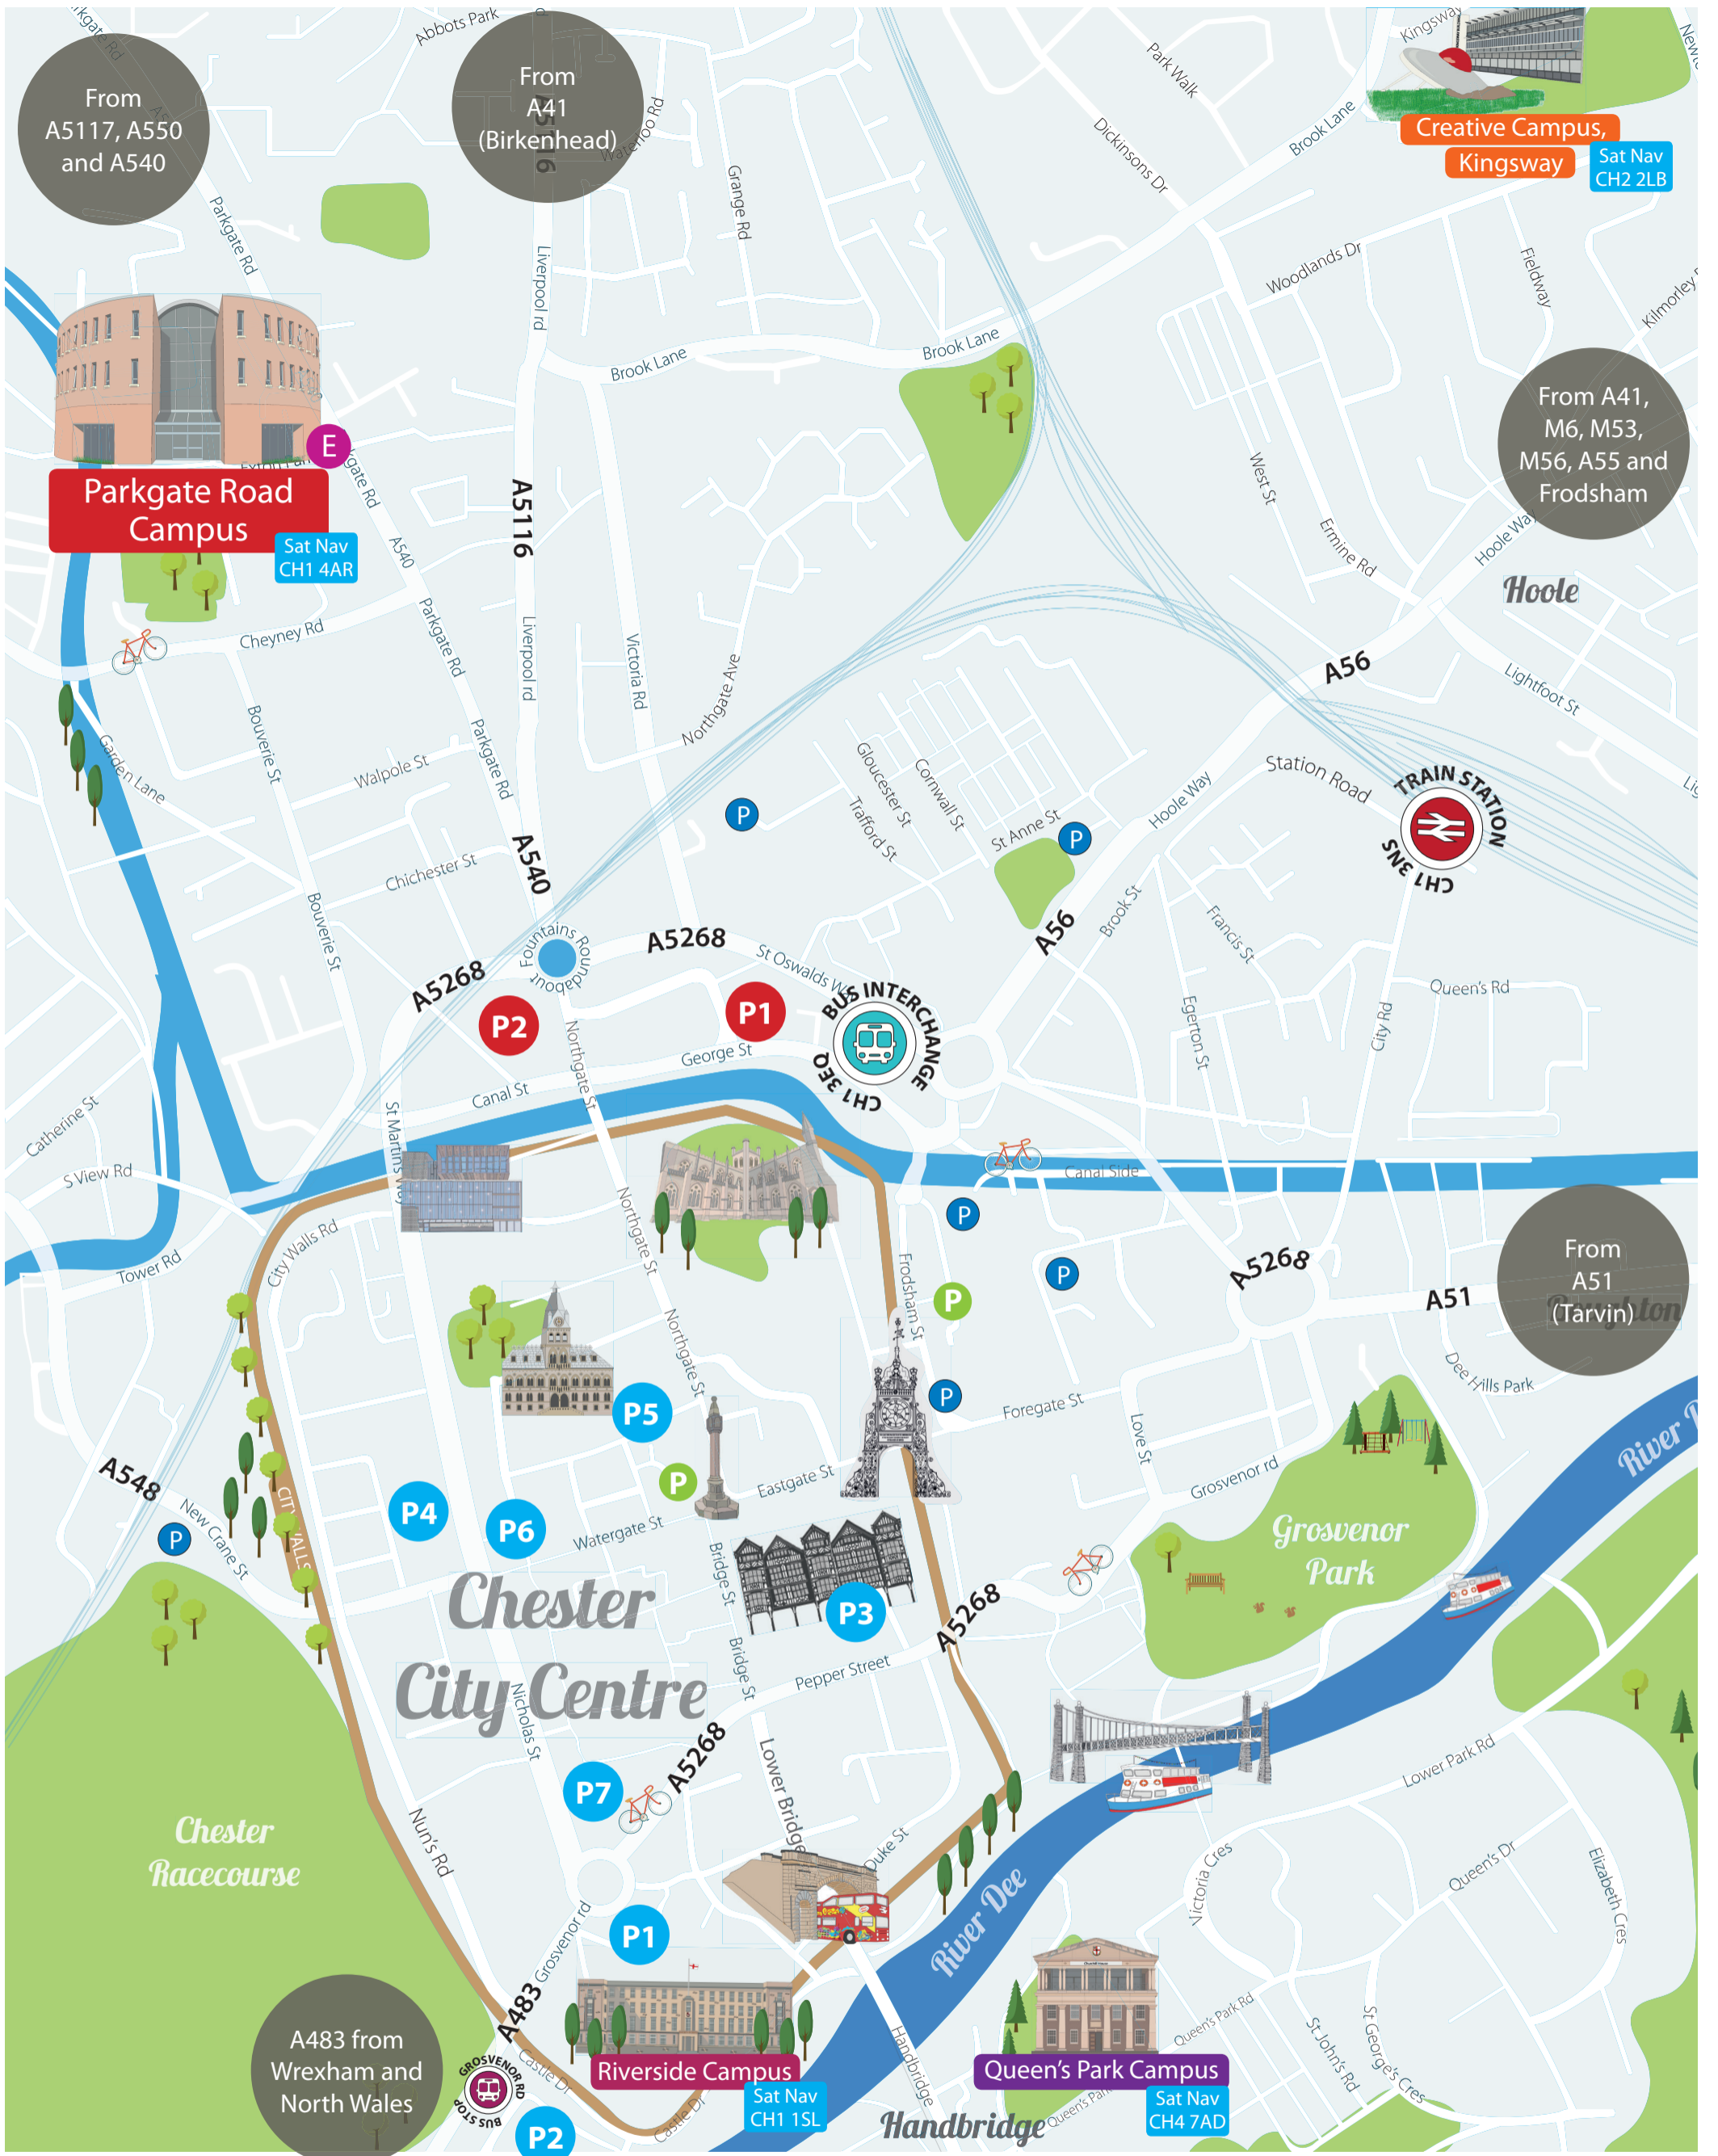 Abbots Park
Kingsway
From
A5117, A550
and A540
From
A41
(Birkenhead)
A5116
Waterloo Rd
Park Walk
Dickinsons Dr
Brook Lane
Creative Campus,
Kingsway
Sat Nav
CH2 2LB
Parkgate Rd
Grange Rd
Liverpool rd
Woodlands Dr
Fieldway
Brook Lane
Brook Lane
E
Parkgate Road
Campus
Sat Nav
CH1 4AR
A5116
A540
West St
Ermine Rd
From A41,
M6, M53,
M56, A55 and
Frodsham
Hoole Way
Hoole
Cheyney Rd
Parkgate Rd
Liverpool rd
Victoria Rd
Northgate Ave
A56
Lightfoot St
Garden Lane
Bouverie St
Walpole St
Parkgate Rd
Gloucester St
Cornwall St
Trafford St
St Anne St
P
P
Hoole Way
Station Road
TRAIN STATION
CH1 3NS
Chichester St
A540
Bouverie St
Fountains Roundabout
A5268
A5268
St Oswalds W
A56
Brook St
Francis St
P2
P1
BUS INTERCHANGE
CH1 3EQ
Queen's Rd
Egerton St
City Rd
Northgate St
George St
Canal St
St Martins Way
Catherine St
S View Rd
Canal Side
Tower Rd
City Walls Rd
Northgate St
Frodsham St
P
P
P
A5268
A51
From
A51
(Tarvin)
Dee Hills Park
Northgate St
P5
P
Foregate St
Love St
Grosvenor rd
River
A548
New Crane St
P
P4
P6
P
Eastgate St
Watergate St
Bridge St
P3
CITY WALLS
Chester
City Centre
Grosvenor
Park
A5268
Pepper Street
Bridge St
Nicholas St
P7
A5268
Lower Bridge
Duke St
Lower Park Rd
Chester
Racecourse
Nun's Rd
River Dee
Victoria Cres
Queen's Dr
Elizabeth Cres
P1
Grosvenor rd
A483
A483 from
Wrexham and
North Wales
GROSVENOR RD
BUS STOP
Castle Dr
P2
Riverside Campus
Sat Nav
CH1 1SL
Castle Dr
Handbridge
Handbridge
Queen's Park Campus
Sat Nav
CH4 7AD
Queen's Park Rd
St John's Rd
St George's Cres